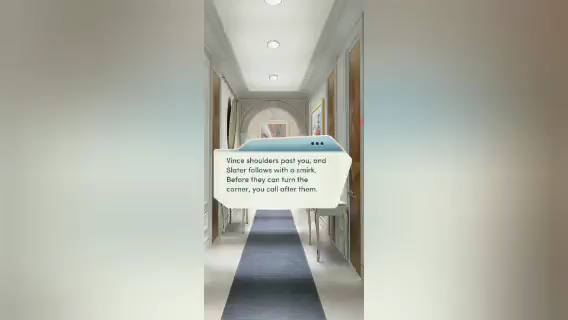 Vince shoulders past you, and
Slater follows with a smirk.
Before they can turn the
corner, you call after them.